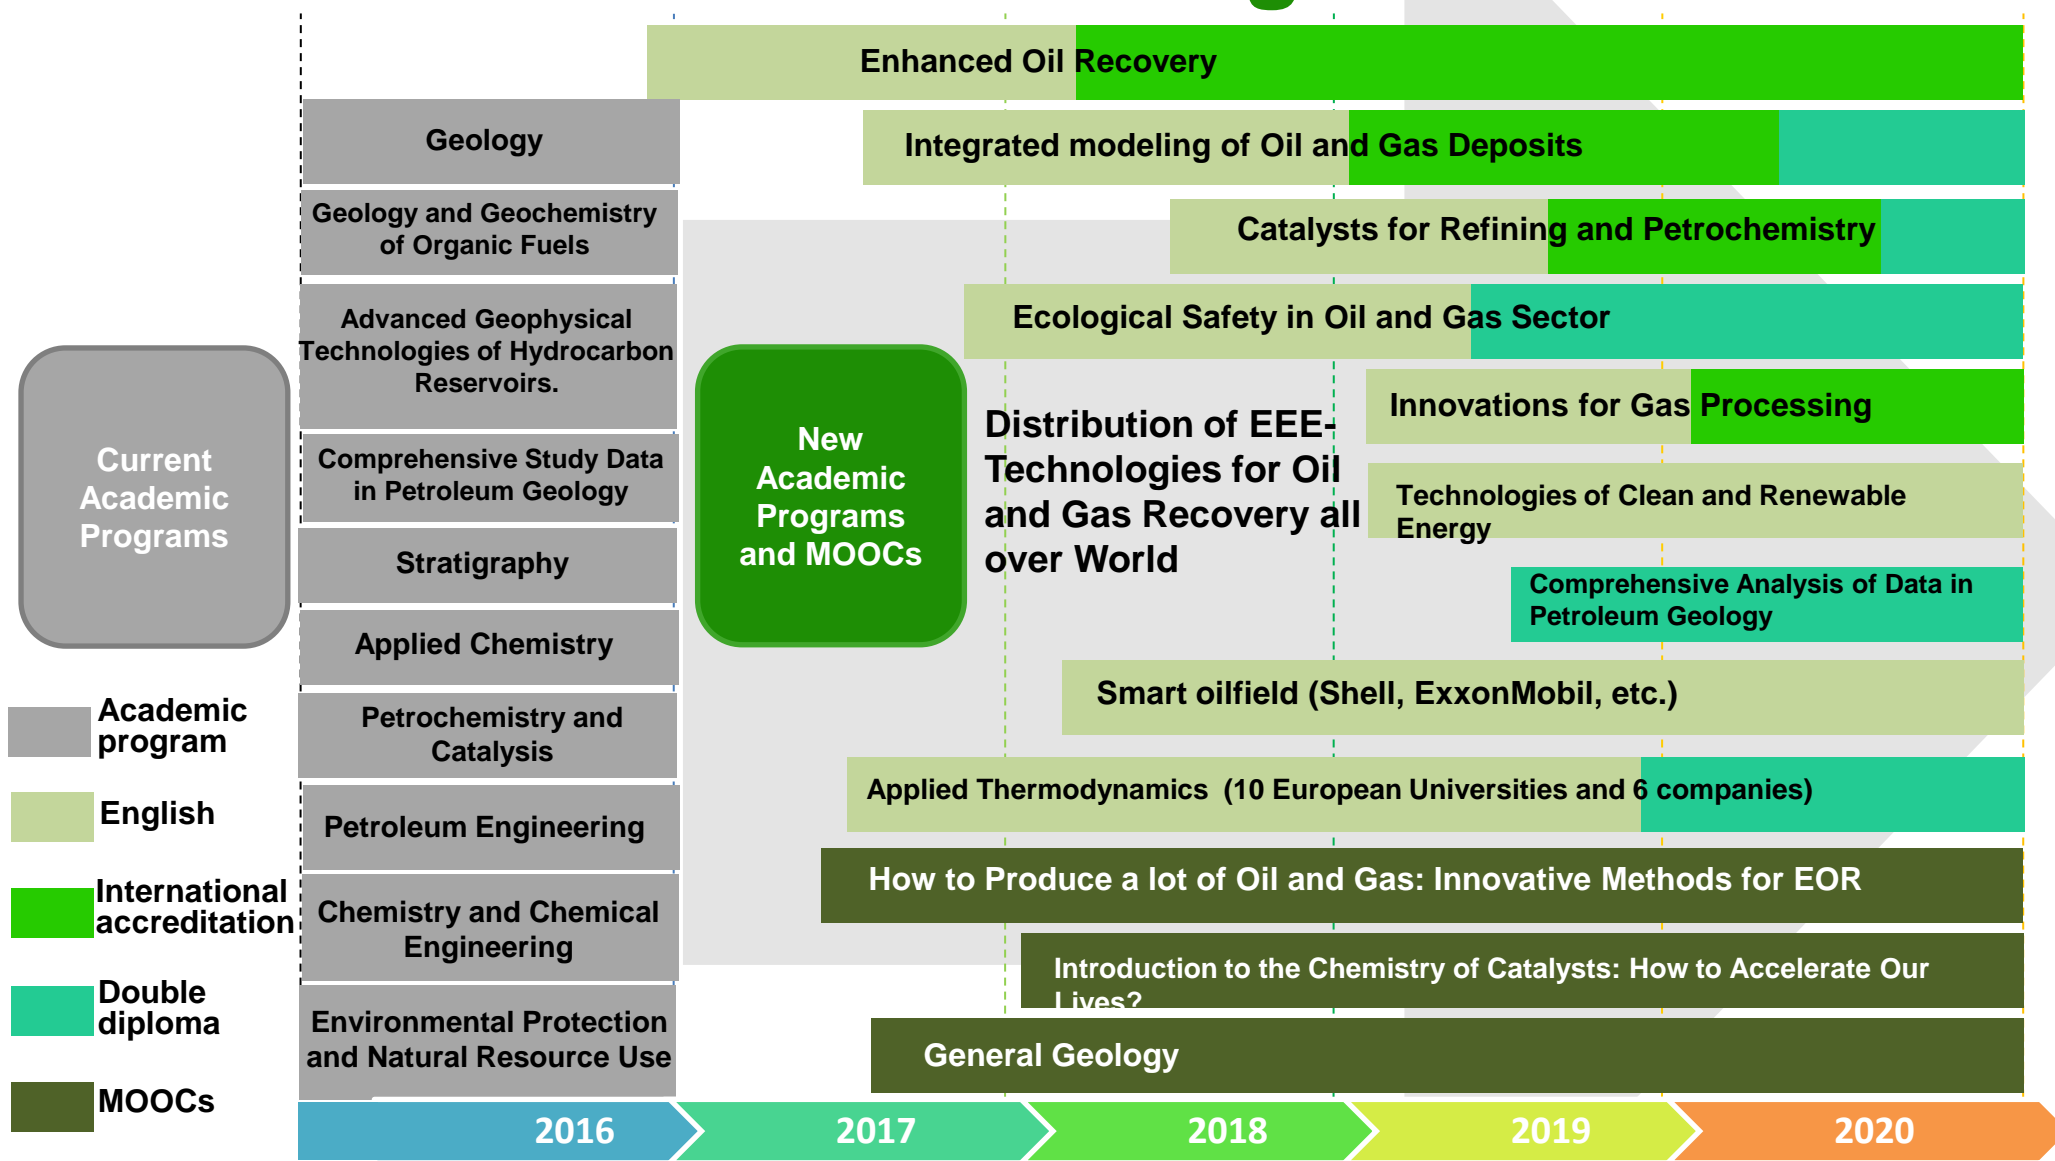 Enhanced Oil Recovery
Geology
Integrated modeling of Oil and Gas Deposits
Geology and Geochemistry
of Organic Fuels
Catalysts for Refining and Petrochemistry
Advanced Geophysical
Technologies of Hydrocarbon
Reservoirs.
Ecological Safety in Oil and Gas Sector
Innovations for Gas Processing
Current
Academic
Programs
Comprehensive Study Data
in Petroleum Geology
New
Academic
Programs
and MOOCs
Distribution of EEE-
Technologies for Oil
and Gas Recovery all
over World
Technologies of Clean and Renewable
Energy
Stratigraphy
Comprehensive Analysis of Data in
Petroleum Geology
Applied Chemistry
Smart oilfield (Shell, ExxonMobil, etc.)
Academic
program
Petrochemistry and
Catalysis
Applied Thermodynamics (10 European Universities and 6 companies)
English
Petroleum Engineering
How to Produce a lot of Oil and Gas: Innovative Methods for EOR
International
accreditation
Chemistry and Chemical
Engineering
Introduction to the Chemistry of Catalysts: How to Accelerate Our
Lives?
Double
diploma
Environmental Protection
and Natural Resource Use
General Geology
MOOCs
2016
2017
2018
2019
2020